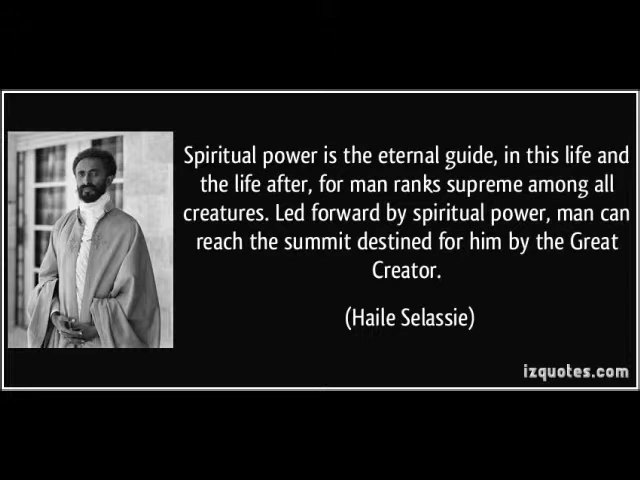 Spiritual power is the eternal guide, in this life and
the life after, for man ranks supreme among all
creatures. Led forward by spiritual power, man can
reach the summit destined for him by the Great
Creator.
(Haile Selassie)
izquotes.com